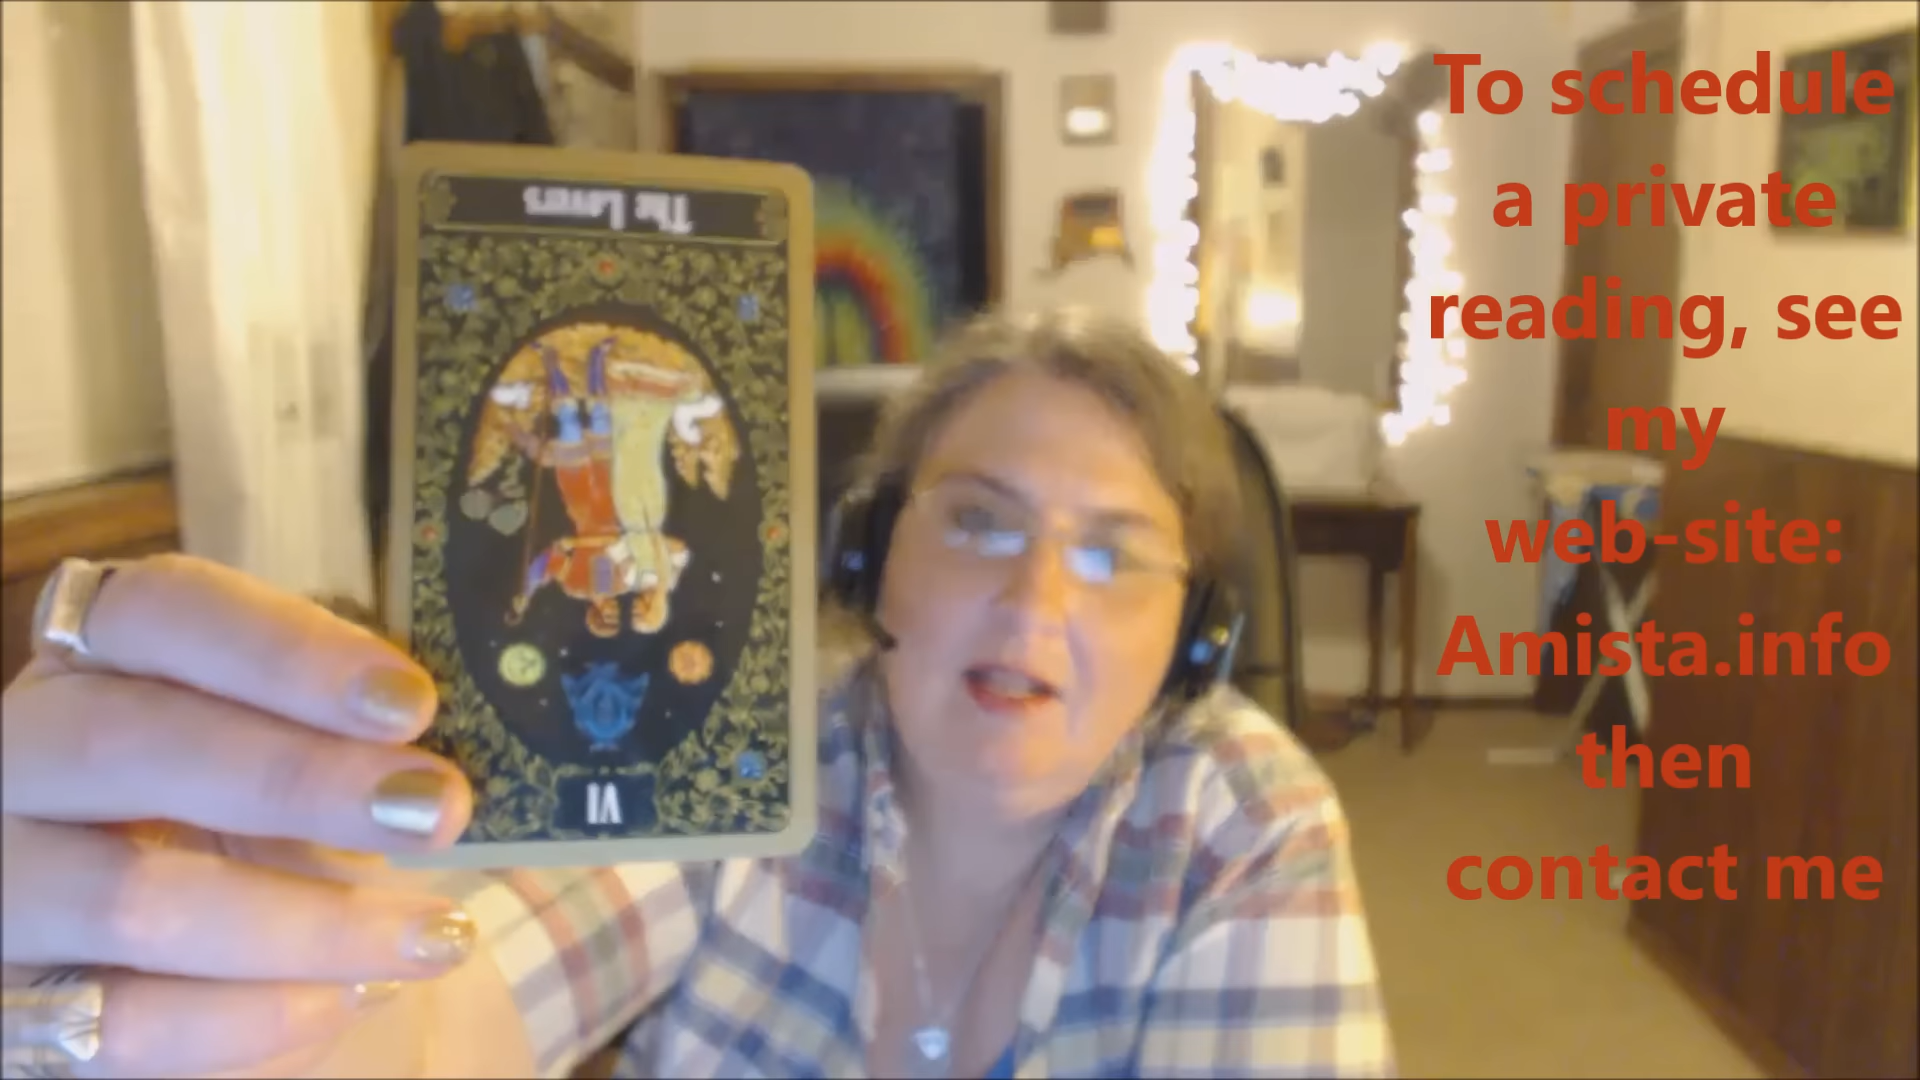 The Lovers
VI
To schedule
a private
reading, see
my
web-site:
Amista.info
then
contact me